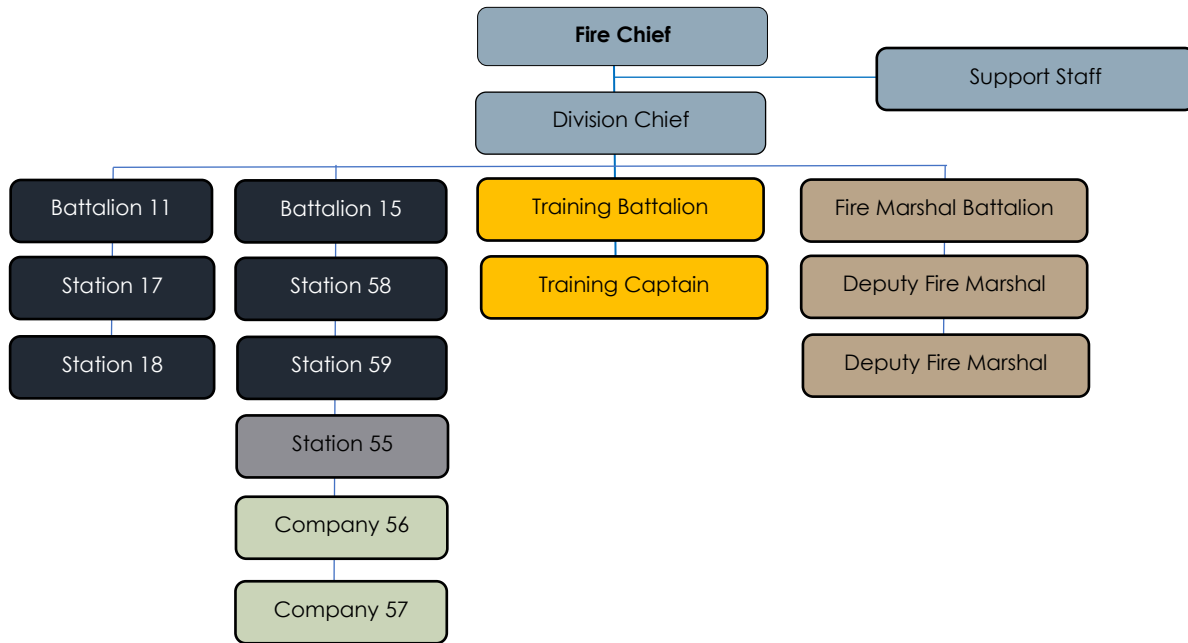 Fire Chief
Support Staff
Division Chief
Battalion 11
Battalion 15
Training Battalion
Fire Marshal Battalion
Station 17
Station 58
Training Captain
Deputy Fire Marshal
Station 18
Station 59
Deputy Fire Marshal
Station 55
Company 56
Company 57